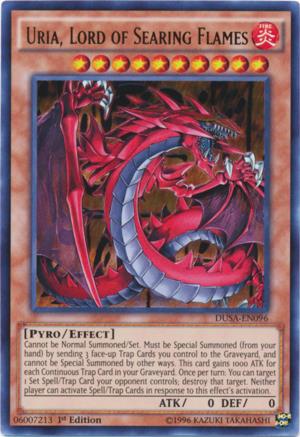 URIA, LORD OF SEARING FLAMES
FIRE
炎
DUSA-EN096
[PYRO/EFFECT]
Cannot be Normal Summoned/Set. Must be Special Summoned (from your
hand) by sending 3 face-up Trap Cards you control to the Graveyard, and
cannot be Special Summoned by other ways. This card gains 1000 ATK for
each Continuous Trap Card in your Graveyard. Once per turn: You can target
1 Set Spell/Trap Card your opponent controls; destroy that target. Neither
player can activate Spell/Trap Cards in response to this effect's activation.
ATK/ 0 DEF/ 0
06007213 1st Edition ©1996 KAZUKI TAKAHASHI